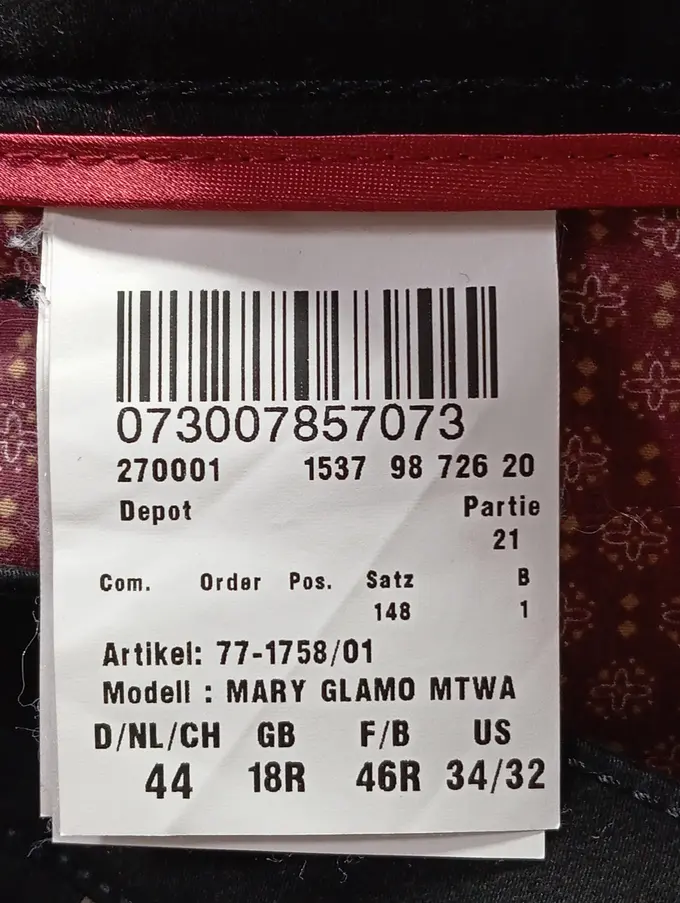 073007857073
270001 1537 98 726 20
Depot Partie
21
Com. Order Pos. Satz B
148 1
Artikel: 77-1758/01
Modell : MARY GLAMO MTWA
D/NL/CH GB F/B US
44 18R 46R 34/32